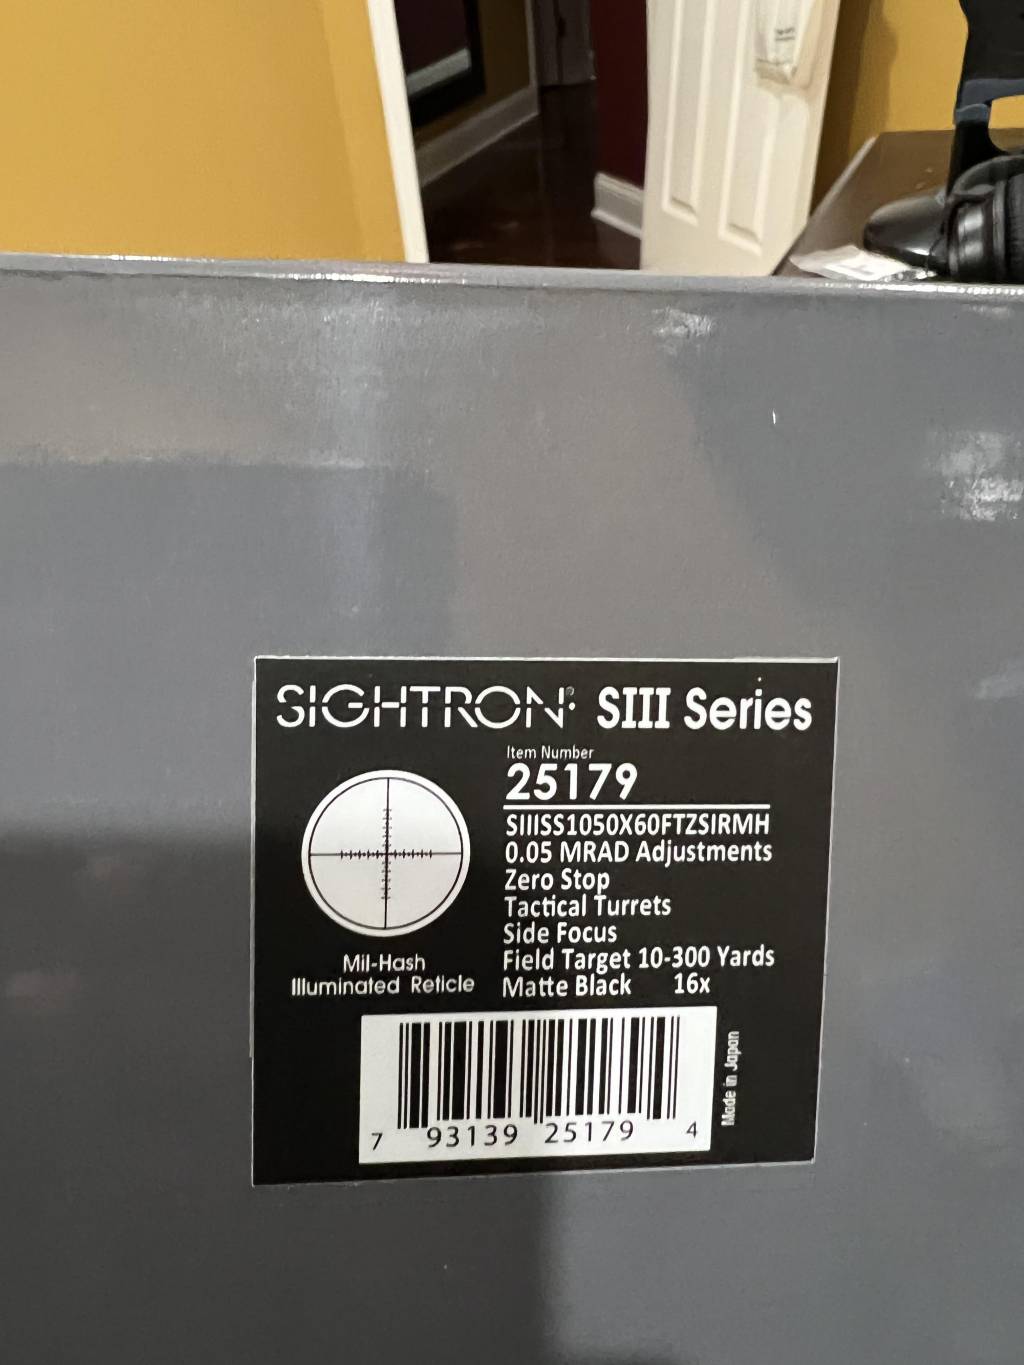 SIGHTRON® SIII Series
Item Number
25179
SIIISS1050X60FTZSIRMH
0.05 MRAD Adjustments
Zero Stop
Tactical Turrets
Side Focus
Field Target 10-300 Yards
Matte Black 16x
Mil-Hash
Illuminated Reticle
7 93139 25179 4
Made in Japan